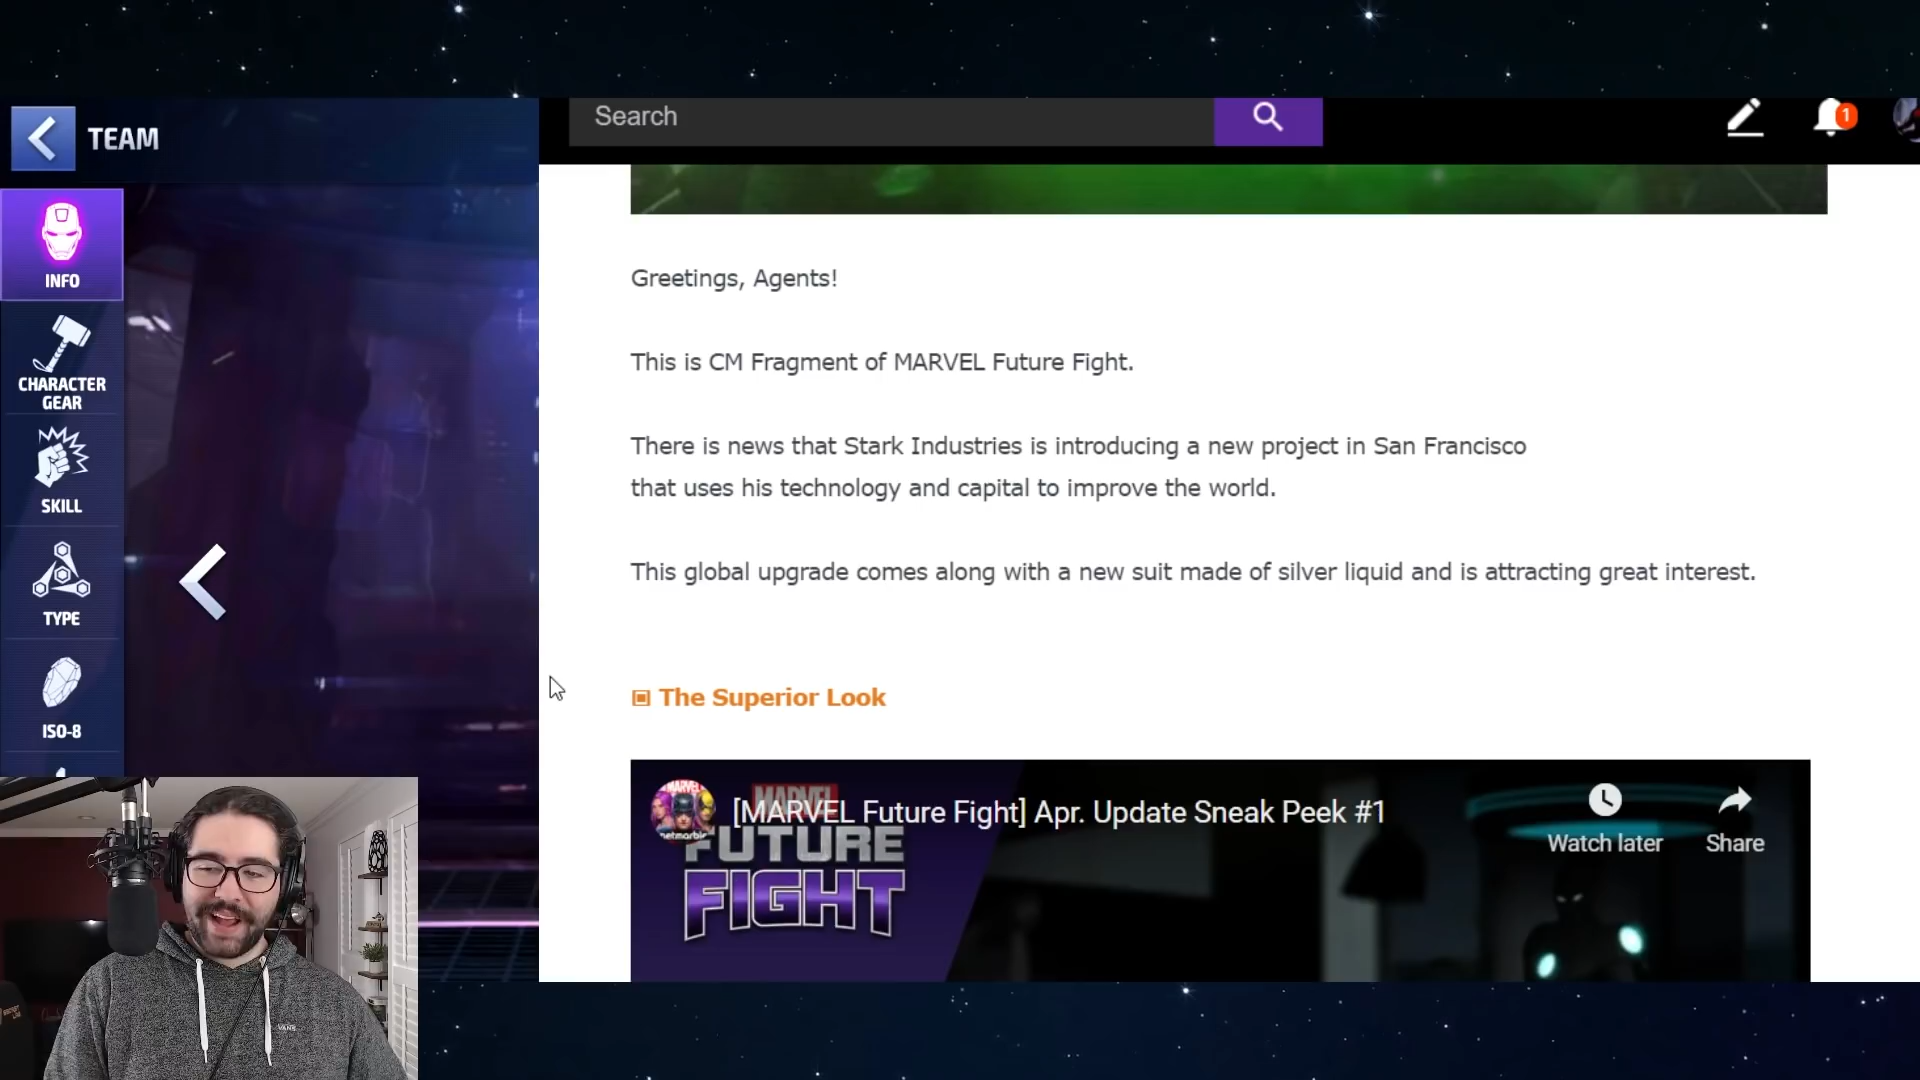 TEAM
INFO
CHARACTER
GEAR
SKILL
TYPE
ISO-8
Search
1
Greetings, Agents!
This is CM Fragment of MARVEL Future Fight.
There is news that Stark Industries is introducing a new project in San Francisco
that uses his technology and capital to improve the world.
This global upgrade comes along with a new suit made of silver liquid and is attracting great interest.
The Superior Look
[MARVEL Future Fight] Apr. Update Sneak Peek #1
MARVEL
FUTURE
FIGHT
MARVEL
netmarble
Watch later
Share
VANS